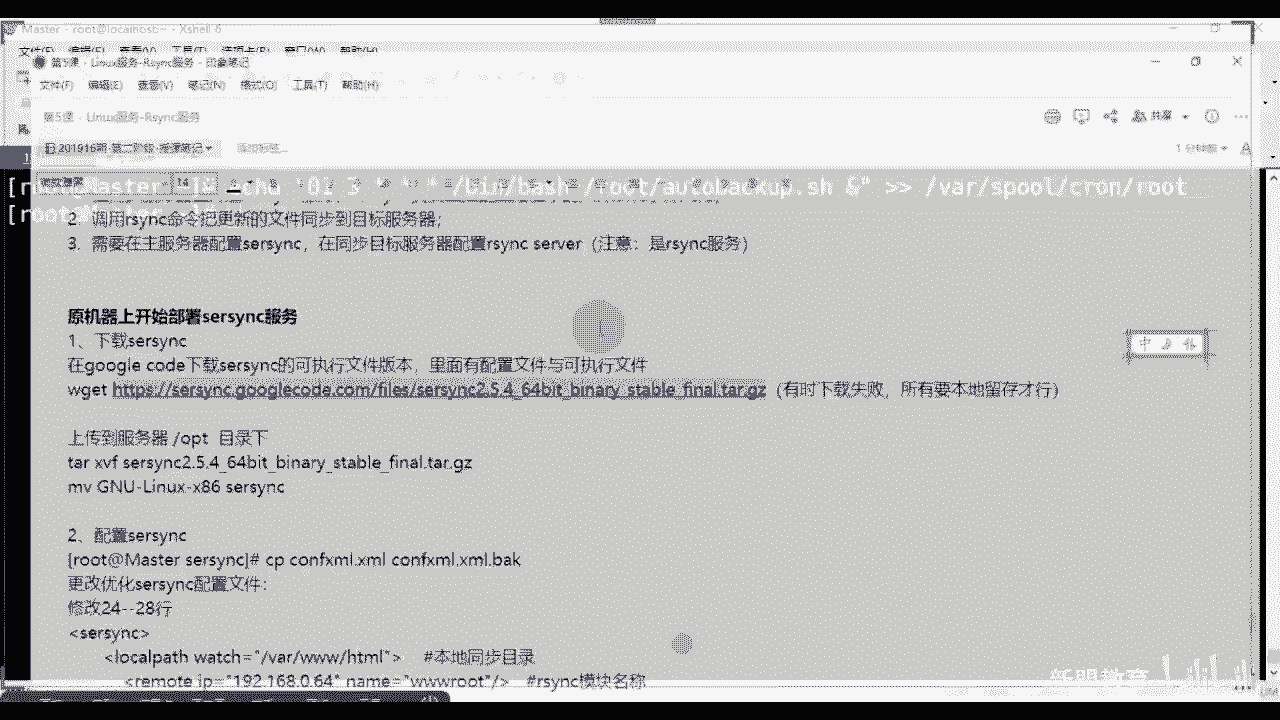 Master - root@localhost:~ - Xshell 6
文件(F) 编辑(E) 查看(V) 工具(T) 选项卡(B) 窗口(W) 帮助(H)
第5课 - Linux服务-Rsync服务 - 印象笔记
文件(F) 编辑(E) 查看(V) 笔记(N) 格式(O) 工具(T) 帮助(H)
第5课 - Linux服务-Rsync服务
共享
201916期-第二阶段-授课笔记
1 分钟前
14
/bin/bash /root/autobackup.sh &" >> /var/spool/cron/root
2. 调用rsync命令把更新的文件同步到目标服务器;
3. 需要在主服务器配置sersync，在同步目标服务器配置rsync server（注意：是rsync服务）
原机器上开始部署sersync服务
1、下载sersync
在google code下载sersync的可执行文件版本，里面有配置文件与可执行文件
wget https://sersync.googlecode.com/files/sersync2.5.4_64bit_binary_stable_final.tar.gz（有时下载失败，所有要本地留存才行）
上传到服务器 /opt 目录下
tar xvf sersync2.5.4_64bit_binary_stable_final.tar.gz
mv GNU-Linux-x86 sersync
2、配置sersync
[root@Master sersync]# cp confxml.xml confxml.xml.bak
更改优化sersync配置文件：
修改24--28行
<sersync>
<localpath watch="/var/www/html"> #本地同步目录
<remote ip="192.168.0.64" name="wwwroot"/> #rsync模块名称
中